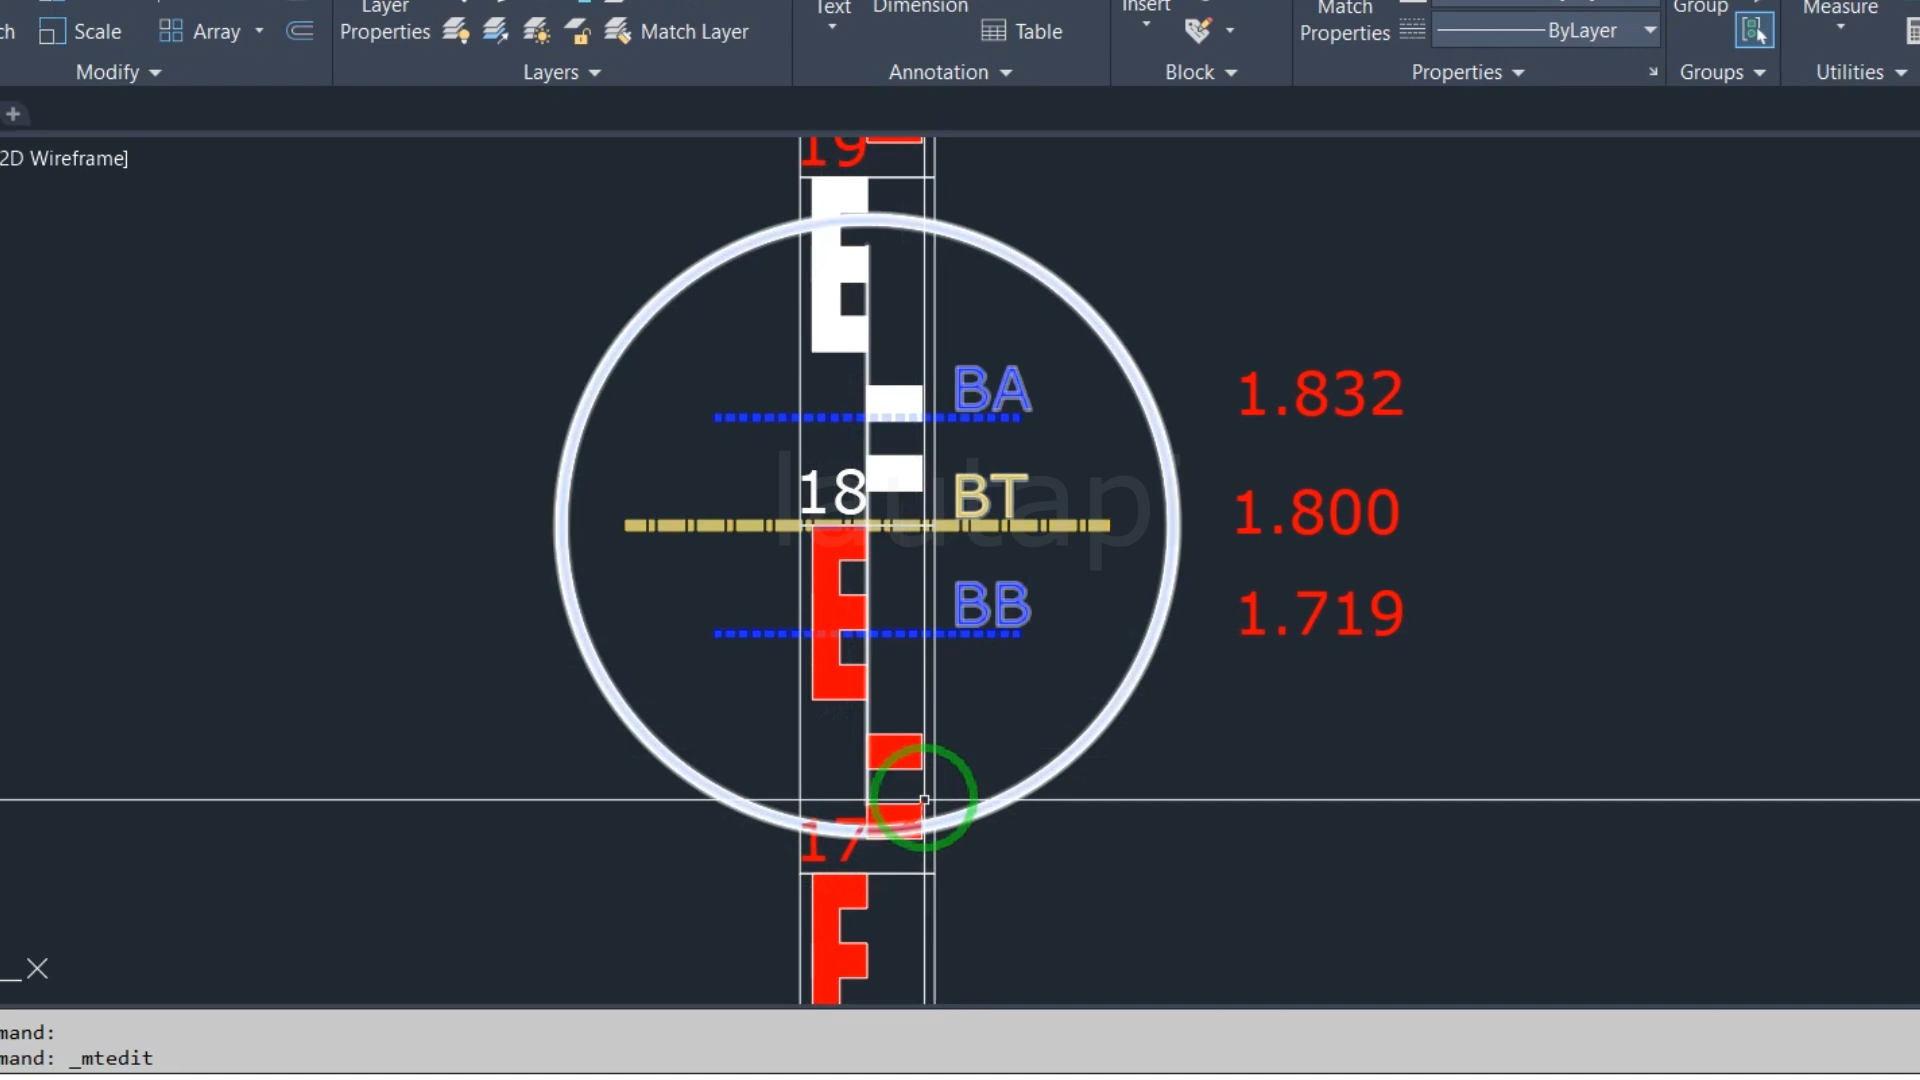 Layer
Text
Dimension
Insert
Match
Group
Measure
ch
Scale
Array
Properties
Match Layer
Table
Properties
ByLayer
Modify
Layers
Annotation
Block
Properties
Groups
Utilities
2D Wireframe]
19
BA
1.832
18
BT
1.800
lautap
BB
1.719
17
mand:
mand: _mtedit